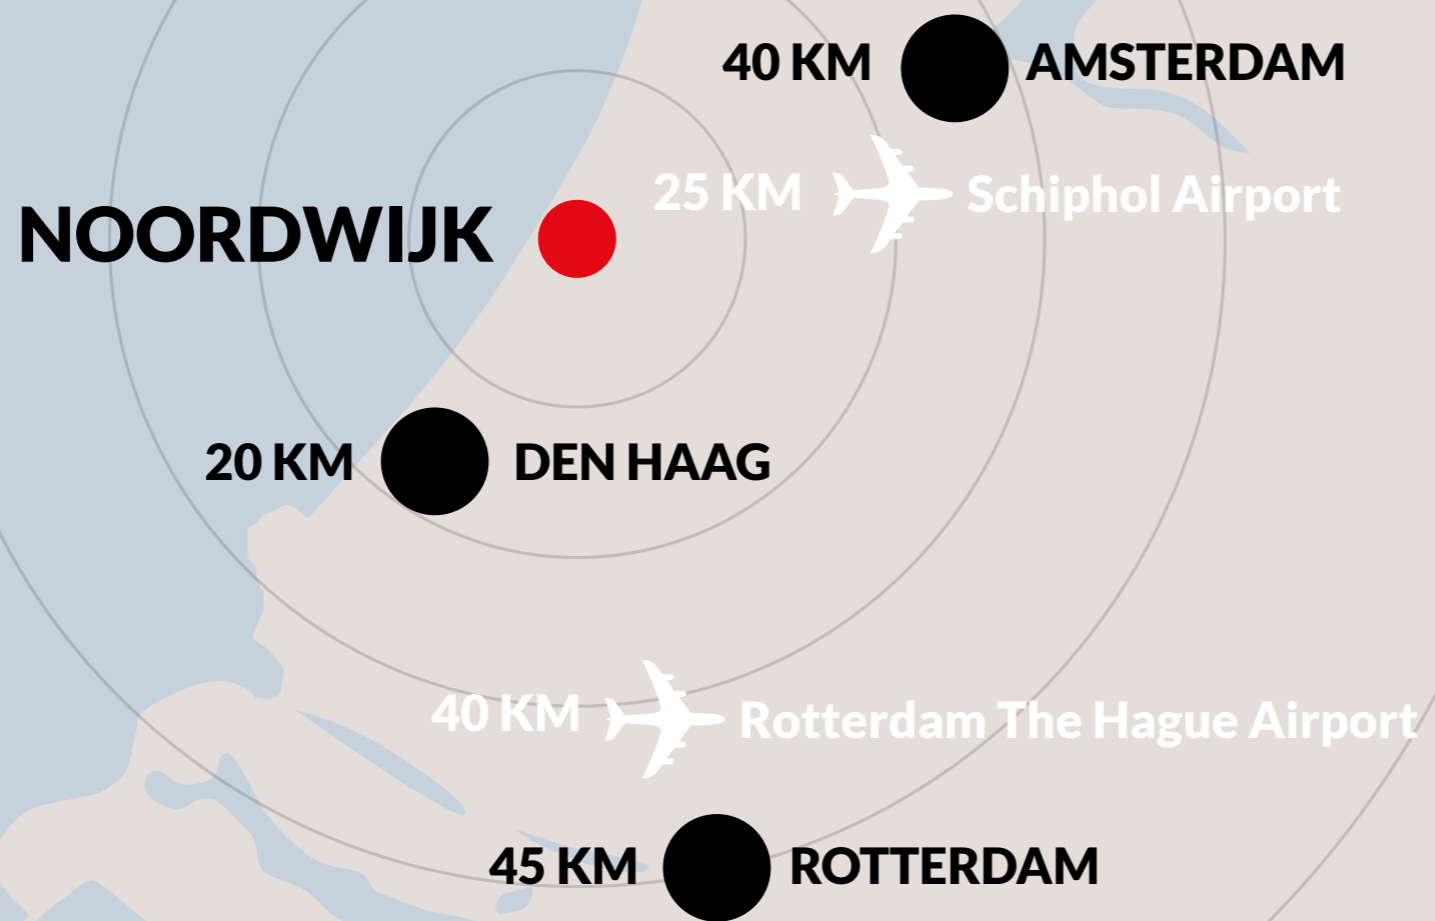 40 KM AMSTERDAM
25 KM Schiphol Airport
NOORDWIJK
20 KM DEN HAAG
40 KM Rotterdam The Hague Airport
45 KM ROTTERDAM